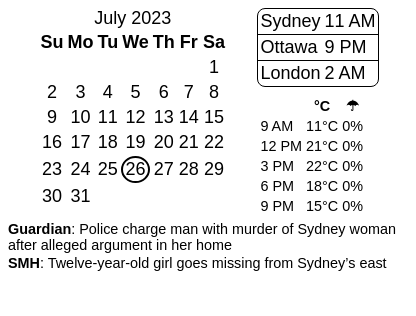 July 2023
Su Mo Tu We Th Fr Sa
1
2 3 4 5 6 7 8
9 10 11 12 13 14 15
16 17 18 19 20 21 22
23 24 25 26 27 28 29
30 31
Sydney 11 AM
Ottawa 9 PM
London 2 AM
°C ☂
9 AM 11°C 0%
12 PM 21°C 0%
3 PM 22°C 0%
6 PM 18°C 0%
9 PM 15°C 0%
Guardian: Police charge man with murder of Sydney woman
after alleged argument in her home
SMH: Twelve-year-old girl goes missing from Sydney’s east